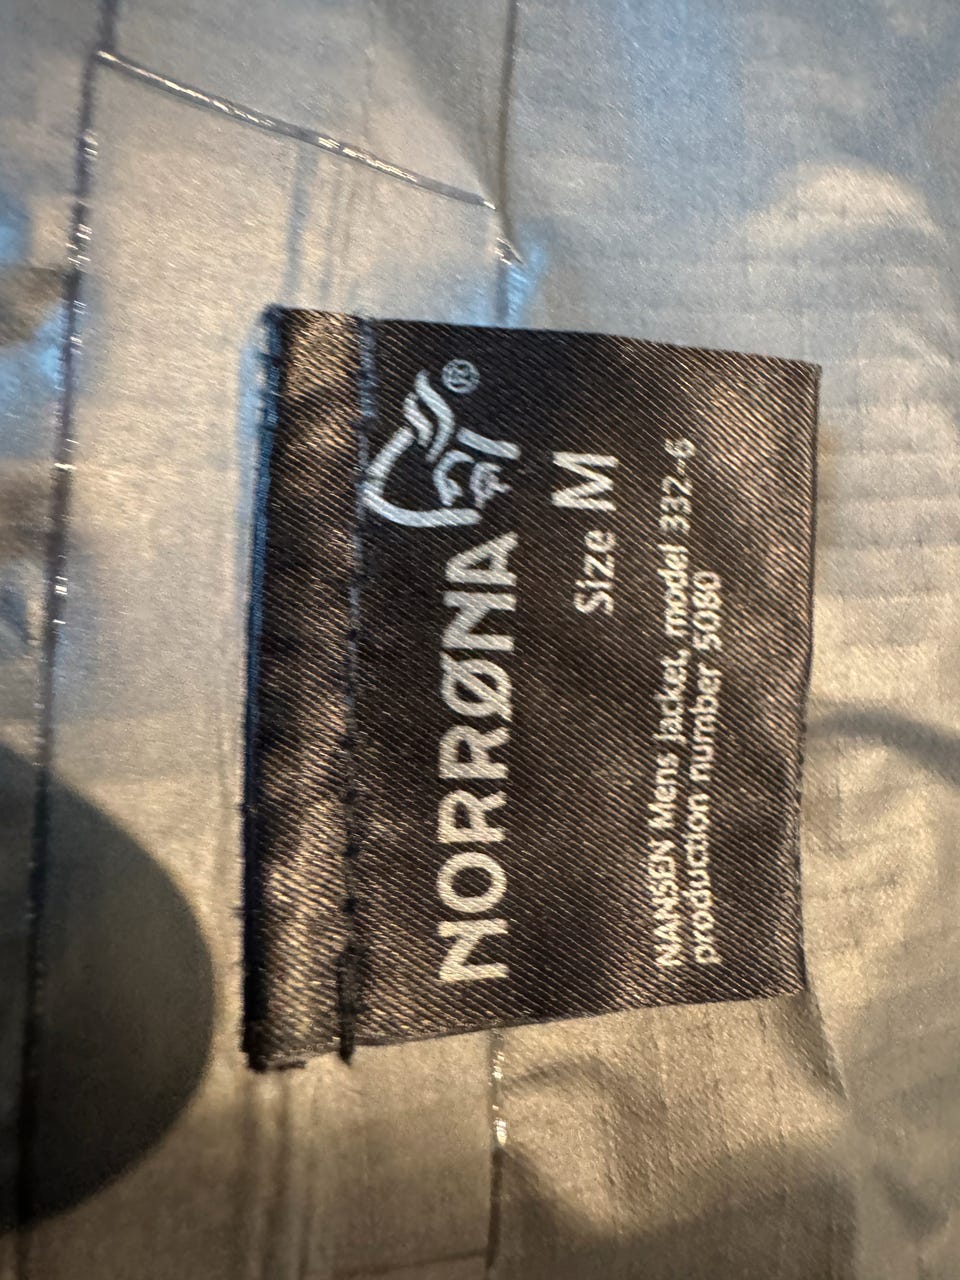 NORRØNA ®
Size M
NANSEN Mens Jacket, model 332-6
production number 5080